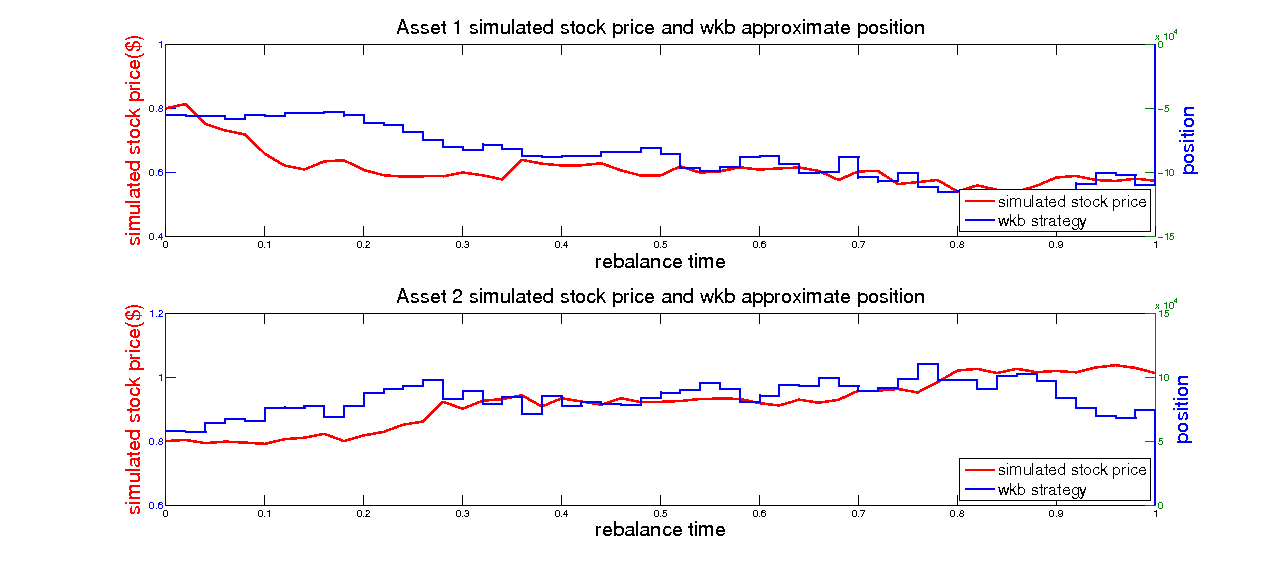 Asset 1 simulated stock price and wkb approximate position
x 10^4
simulated stock price($)
1
0.8
0.6
0.4
0
-5
-10
-15
position
simulated stock price
wkb strategy
0 0.1 0.2 0.3 0.4 0.5 0.6 0.7 0.8 0.9 1
rebalance time
Asset 2 simulated stock price and wkb approximate position
x 10^4
simulated stock price($)
1.2
1
0.8
0.6
15
10
5
0
position
simulated stock price
wkb strategy
0 0.1 0.2 0.3 0.4 0.5 0.6 0.7 0.8 0.9 1
rebalance time